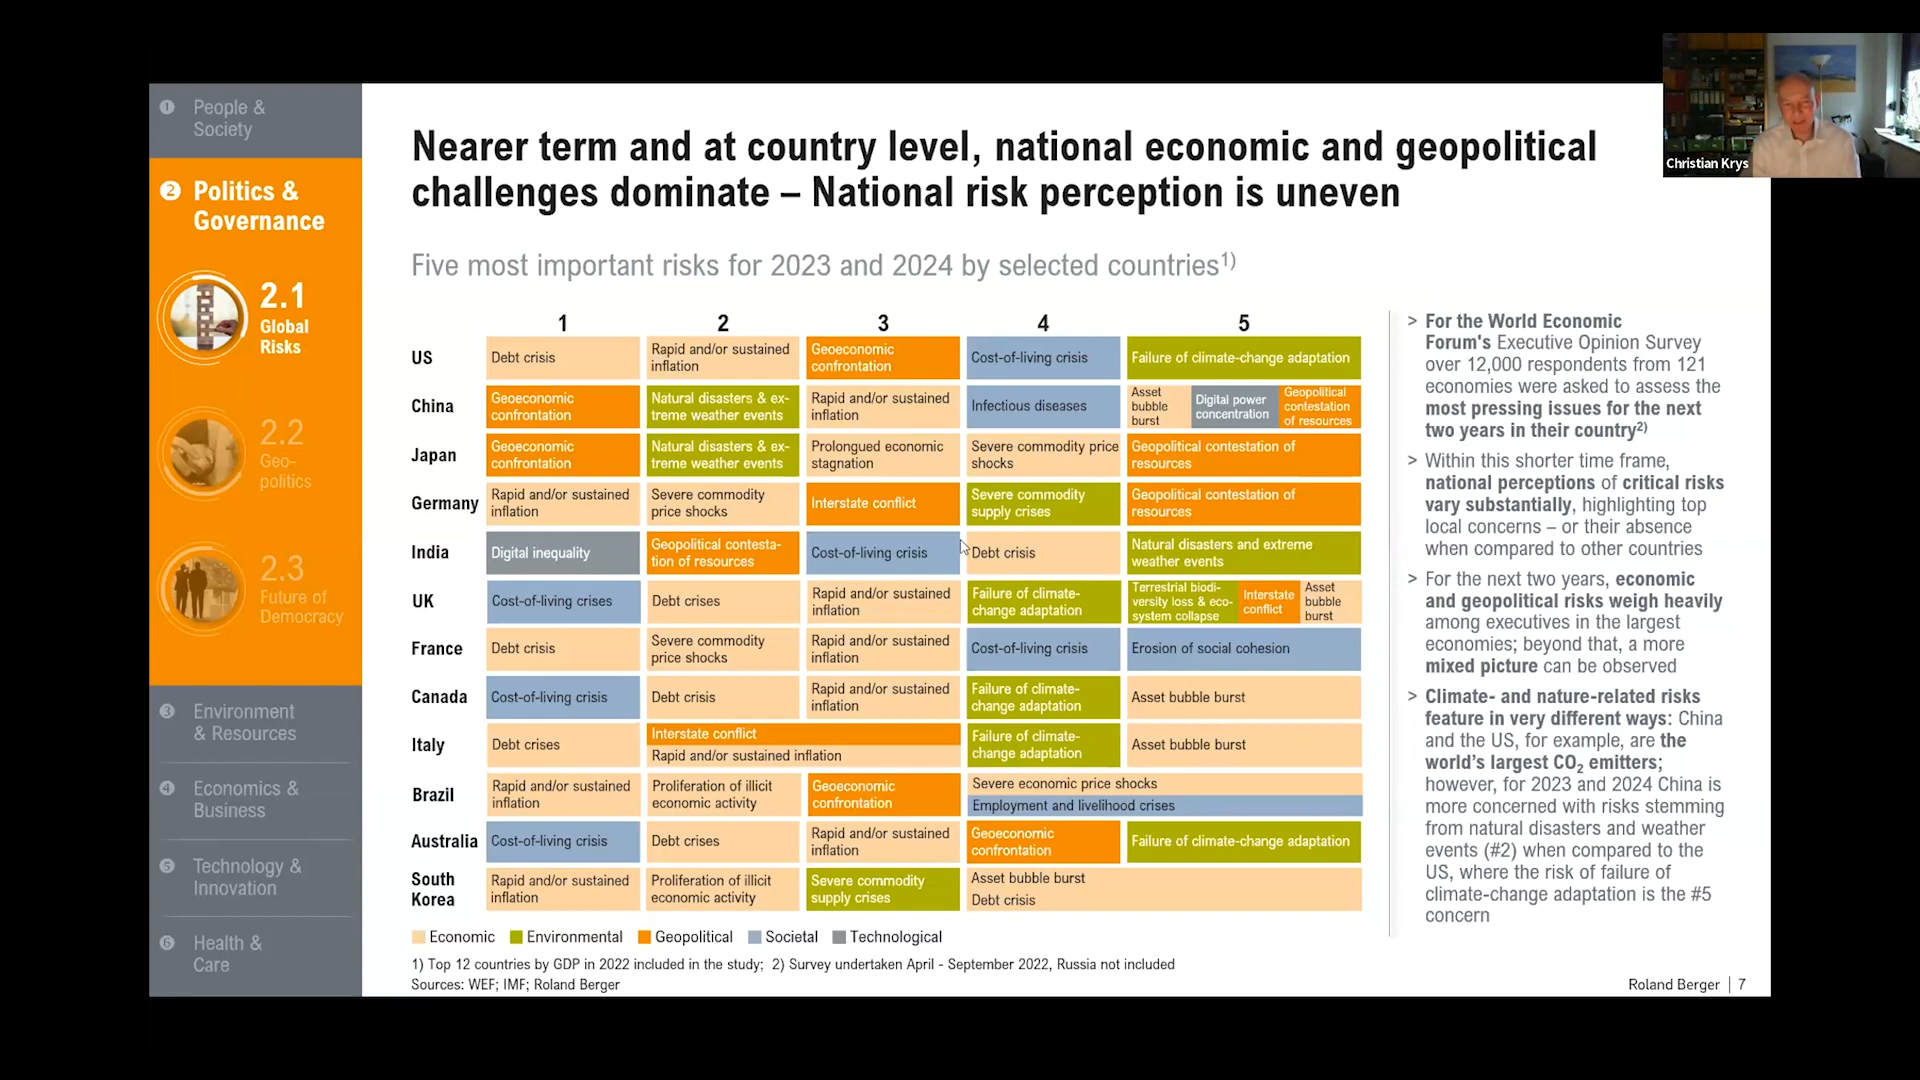 ❶ People &
Society
❷ Politics &
Governance
2.1
Global
Risks
2.2
Geo-
politics
2.3
Future of
Democracy
❸ Environment
& Resources
❹ Economics &
Business
❺ Technology &
Innovation
❻ Health &
Care
Nearer term and at country level, national economic and geopolitical
challenges dominate – National risk perception is uneven
Five most important risks for 2023 and 2024 by selected countries1)
1 2 3 4 5
US
Debt crisis
Rapid and/or sustained
inflation
Geoeconomic
confrontation
Cost-of-living crisis
Failure of climate-change adaptation
China
Geoeconomic
confrontation
Natural disasters & ex-
treme weather events
Rapid and/or sustained
inflation
Infectious diseases
Asset
bubble
burst
Digital power
concentration
Geopolitical
contestation
of resources
Japan
Geoeconomic
confrontation
Natural disasters & ex-
treme weather events
Prolongued economic
stagnation
Severe commodity price
shocks
Geopolitical contestation of
resources
Germany
Rapid and/or sustained
inflation
Severe commodity
price shocks
Interstate conflict
Severe commodity
supply crises
Geopolitical contestation of
resources
India
Digital inequality
Geopolitical contesta-
tion of resources
Cost-of-living crisis
Debt crisis
Natural disasters and extreme
weather events
UK
Cost-of-living crises
Debt crises
Rapid and/or sustained
inflation
Failure of climate-
change adaptation
Terrestrial biodi-
versity loss & eco-
system collapse
Interstate
conflict
Asset
bubble
burst
France
Debt crisis
Severe commodity
price shocks
Rapid and/or sustained
inflation
Cost-of-living crisis
Erosion of social cohesion
Canada
Cost-of-living crisis
Debt crisis
Rapid and/or sustained
inflation
Failure of climate-
change adaptation
Asset bubble burst
Italy
Debt crises
Interstate conflict
Rapid and/or sustained inflation
Failure of climate-
change adaptation
Asset bubble burst
Brazil
Rapid and/or sustained
inflation
Proliferation of illicit
economic activity
Geoeconomic
confrontation
Severe economic price shocks
Employment and livelihood crises
Australia
Cost-of-living crisis
Debt crises
Rapid and/or sustained
inflation
Geoeconomic
confrontation
Failure of climate-change adaptation
South
Korea
Rapid and/or sustained
inflation
Proliferation of illicit
economic activity
Severe commodity
supply crises
Asset bubble burst
Debt crisis
Economic Environmental Geopolitical Societal Technological
1) Top 12 countries by GDP in 2022 included in the study; 2) Survey undertaken April - September 2022, Russia not included
Sources: WEF; IMF; Roland Berger
> For the World Economic
Forum's Executive Opinion Survey
over 12,000 respondents from 121
economies were asked to assess the
most pressing issues for the next
two years in their country2)
> Within this shorter time frame,
national perceptions of critical risks
vary substantially, highlighting top
local concerns – or their absence
when compared to other countries
> For the next two years, economic
and geopolitical risks weigh heavily
among executives in the largest
economies; beyond that, a more
mixed picture can be observed
> Climate- and nature-related risks
feature in very different ways: China
and the US, for example, are the
world's largest CO2 emitters;
however, for 2023 and 2024 China is
more concerned with risks stemming
from natural disasters and weather
events (#2) when compared to the
US, where the risk of failure of
climate-change adaptation is the #5
concern
Roland Berger | 7
Christian Krys